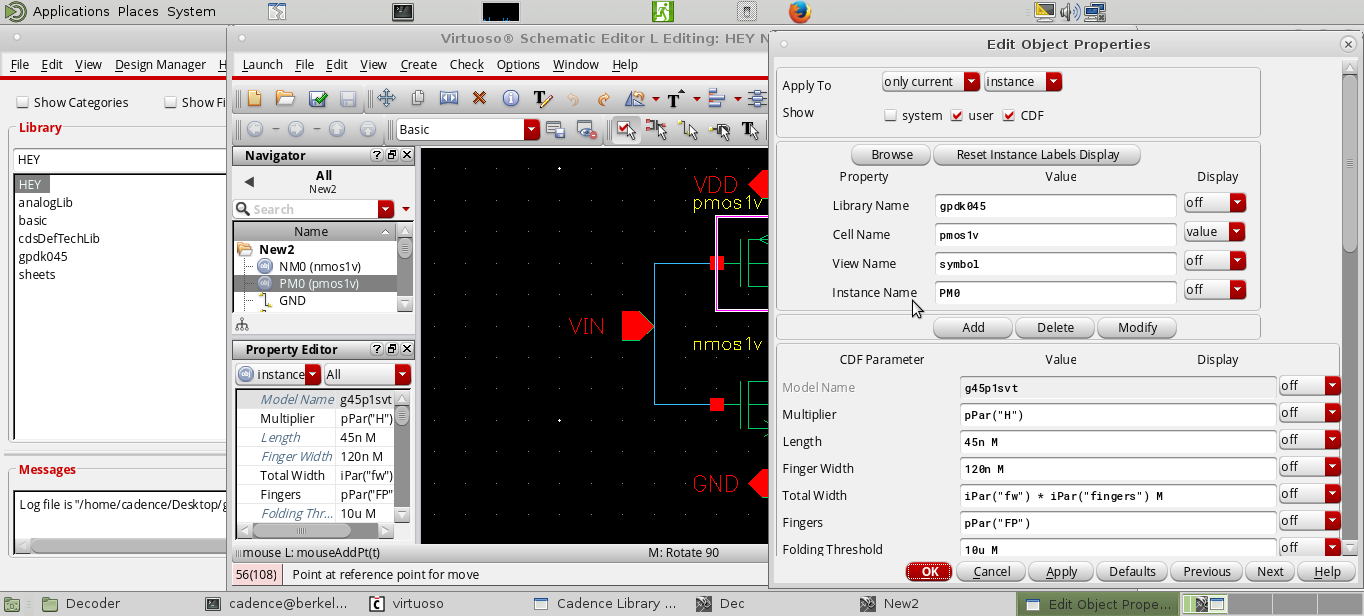 Applications Places System
Virtuoso® Schematic Editor L Editing: HEY N
Edit Object Properties
File Edit View Design Manager H
Launch File Edit View Create Check Options Window Help
Show Categories Show Fi
Library
HEY
HEY
analogLib
basic
cdsDefTechLib
gpdk045
sheets
Messages
Log file is "/home/cadence/Desktop/g
Basic
Navigator
All
New2
Search
Name
New2
NM0 (nmos1v)
PM0 (pmos1v)
GND
Property Editor
instance All
Model Name g45p1svt
Multiplier pPar("H")
Length 45n M
Finger Width 120n M
Total Width iPar("fw")
Fingers pPar("FP"
Folding Thr... 10u M
VDD
pmos1v
VIN
nmos1v
GND
mouse L: mouseAddPt(t) M: Rotate 90
56(108) Point at reference point for move
Apply To only current instance
Show system user CDF
Browse Reset Instance Labels Display
Property Value Display
Library Name gpdk045 off
Cell Name pmos1v value
View Name symbol off
Instance Name PM0 off
Add Delete Modify
CDF Parameter Value Display
Model Name g45p1svt off
Multiplier pPar("H") off
Length 45n M off
Finger Width 120n M off
Total Width iPar("fw") * iPar("fingers") M off
Fingers pPar("FP") off
Folding Threshold 10u M off
OK Cancel Apply Defaults Previous Next Help
Decoder cadence@berkel... virtuoso Cadence Library ... Dec New2 Edit Object Prope...